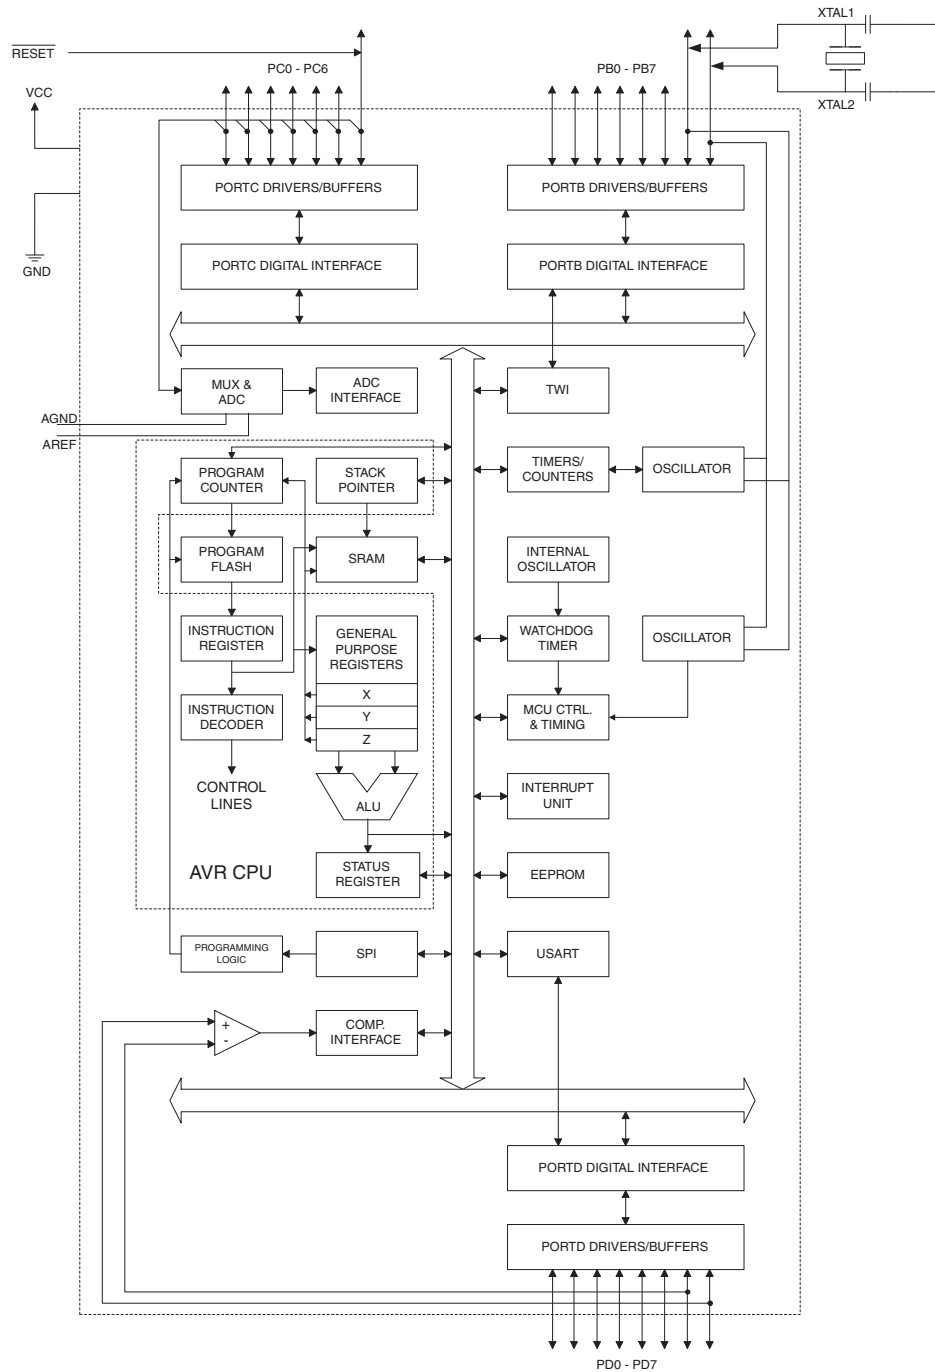 XTAL1
RESET
PC0 - PC6
PB0 - PB7
VCC
XTAL2
PORTC DRIVERS/BUFFERS
PORTB DRIVERS/BUFFERS
GND
PORTC DIGITAL INTERFACE
PORTB DIGITAL INTERFACE
MUX &
ADC
ADC
INTERFACE
TWI
AGND
AREF
PROGRAM
COUNTER
STACK
POINTER
TIMERS/
COUNTERS
OSCILLATOR
PROGRAM
FLASH
SRAM
INTERNAL
OSCILLATOR
INSTRUCTION
REGISTER
GENERAL
PURPOSE
REGISTERS
WATCHDOG
TIMER
OSCILLATOR
X
INSTRUCTION
DECODER
Y
MCU CTRL.
& TIMING
Z
CONTROL
LINES
ALU
INTERRUPT
UNIT
AVR CPU
STATUS
REGISTER
EEPROM
PROGRAMMING
LOGIC
SPI
USART
+
-
COMP.
INTERFACE
PORTD DIGITAL INTERFACE
PORTD DRIVERS/BUFFERS
PD0 - PD7